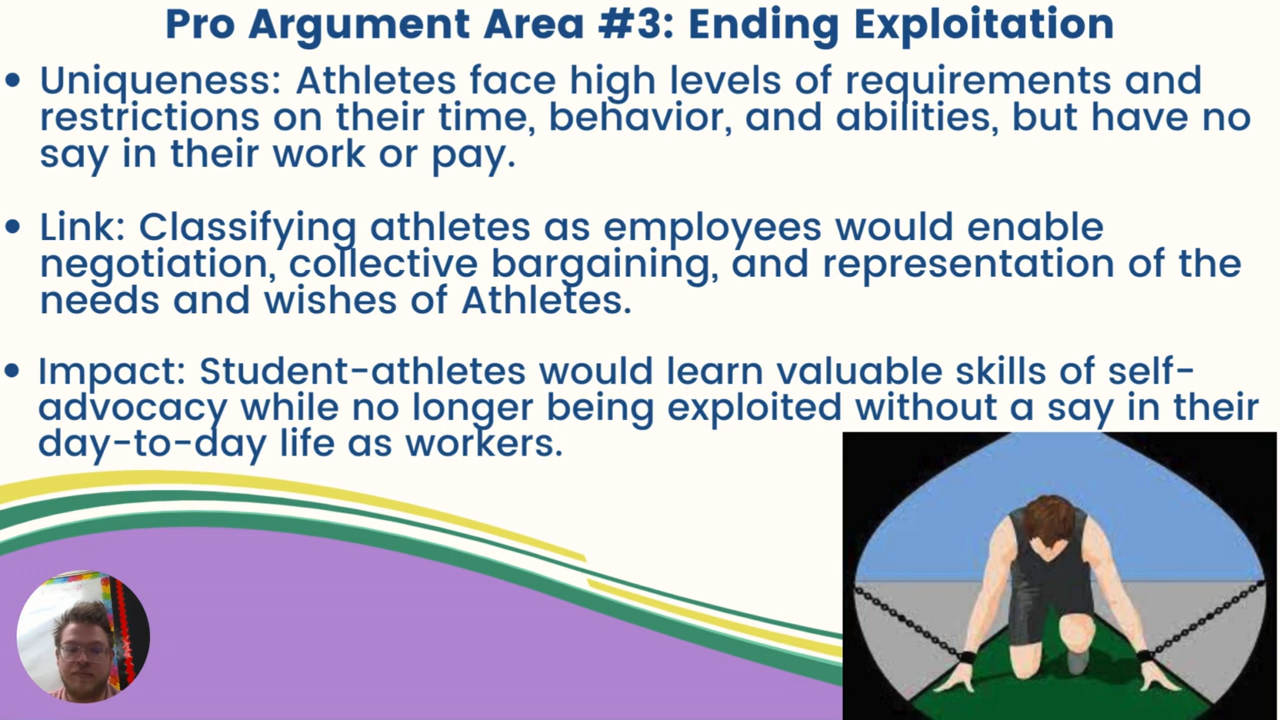 Pro Argument Area #3: Ending Exploitation
• Uniqueness: Athletes face high levels of requirements and
restrictions on their time, behavior, and abilities, but have no
say in their work or pay.
• Link: Classifying athletes as employees would enable
negotiation, collective bargaining, and representation of the
needs and wishes of Athletes.
• Impact: Student-athletes would learn valuable skills of self-
advocacy while no longer being exploited without a say in their
day-to-day life as workers.